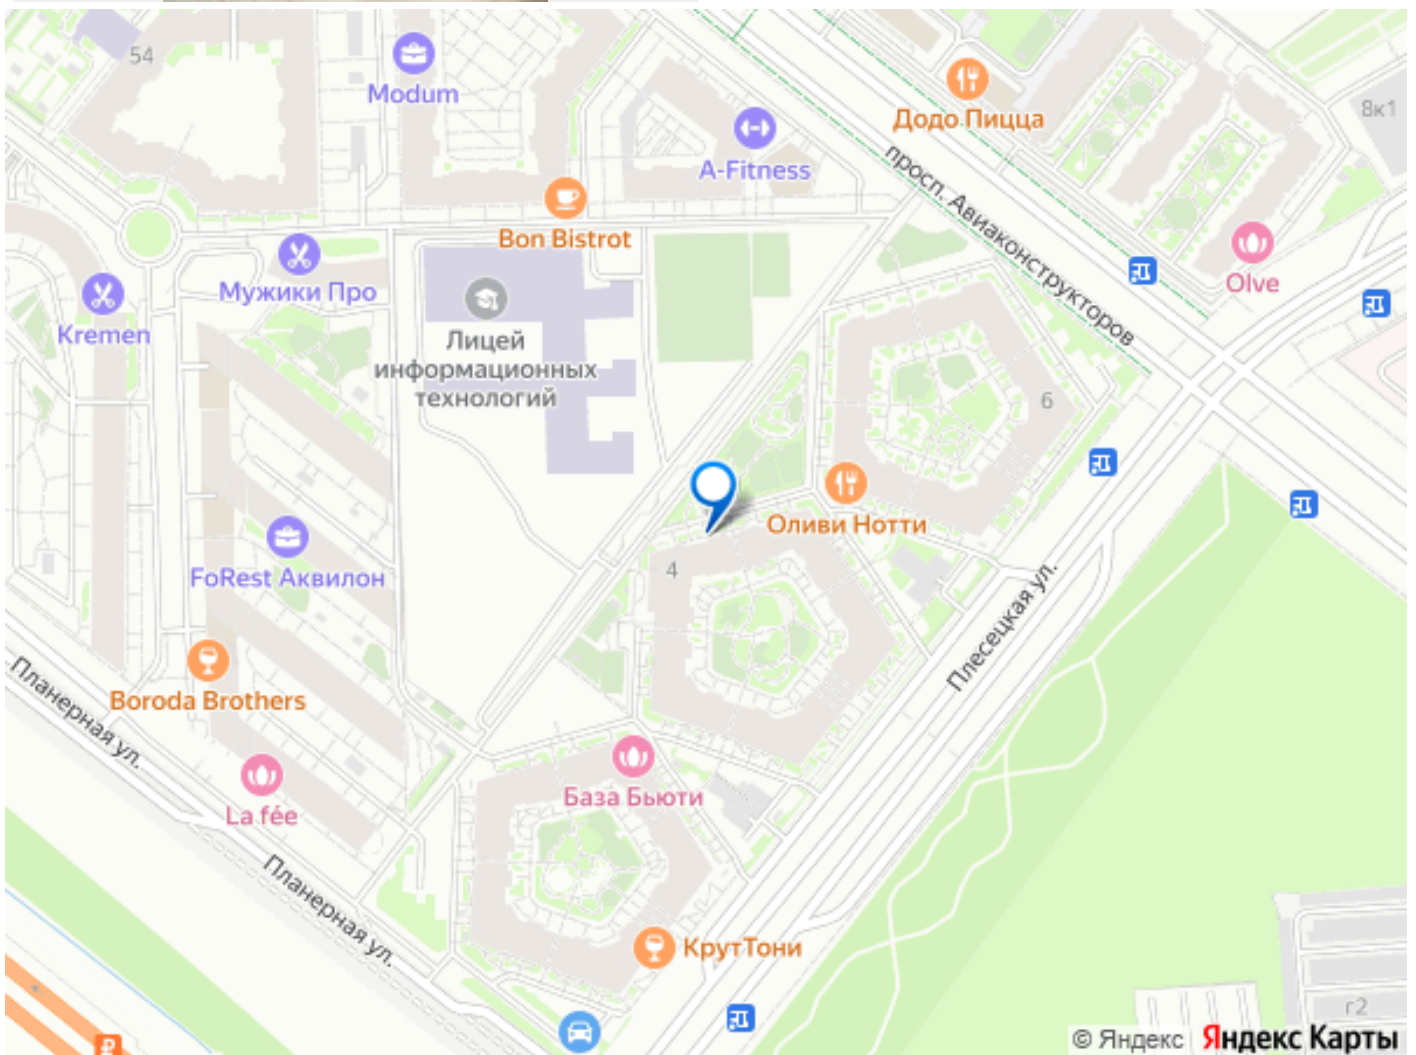 54
Modum
Додо Пицца
8к1
A-Fitness
просп. Авиаконструкторов
Bon Bistrot
Olve
Мужики Про
Kremen
Лицей
информационных
технологий
6
Оливи Нотти
4
FoRest Аквилон
Плесецкая ул.
Boroda Brothers
Планерная ул.
База Бьюти
La fée
Планерная ул.
КрутТони
г2
© Яндекс Яндекс Карты